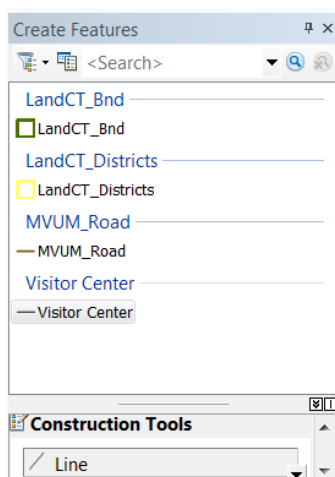 Create Features
<Search>
LandCT_Bnd
LandCT_Bnd
LandCT_Districts
LandCT_Districts
MVUM_Road
MVUM_Road
Visitor Center
Visitor Center
Construction Tools
Line